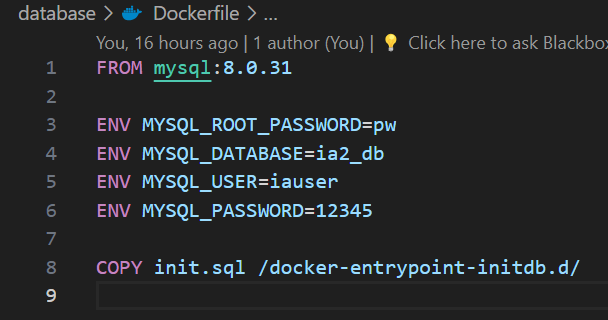 database > Dockerfile > ...
You, 16 hours ago | 1 author (You) | Click here to ask Blackbox
1 FROM mysql:8.0.31
2
3 ENV MYSQL_ROOT_PASSWORD=pw
4 ENV MYSQL_DATABASE=ia2_db
5 ENV MYSQL_USER=iauser
6 ENV MYSQL_PASSWORD=12345
7
8 COPY init.sql /docker-entrypoint-initdb.d/
9